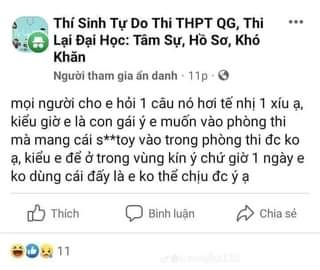 Thí Sinh Tự Do Thi THPT QG, Thi
Lại Đại Học: Tâm Sự, Hồ Sơ, Khó
Khăn
Người tham gia ẩn danh · 11p ·
mọi người cho e hỏi 1 câu nó hơi tế nhị 1 xíu ạ,
kiểu giờ e là con gái ý e muốn vào phòng thi
mà mang cái s**toy vào trong phòng thi đc ko
ạ, kiểu e để ở trong vùng kín ý chứ giờ 1 ngày e
ko dùng cái đấy là e ko thể chịu đc ý ạ
Thích
Bình luận
Chia sẻ
11